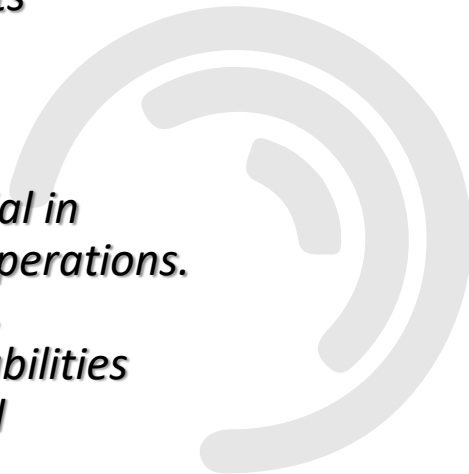 ts
al in
perations.
bilities